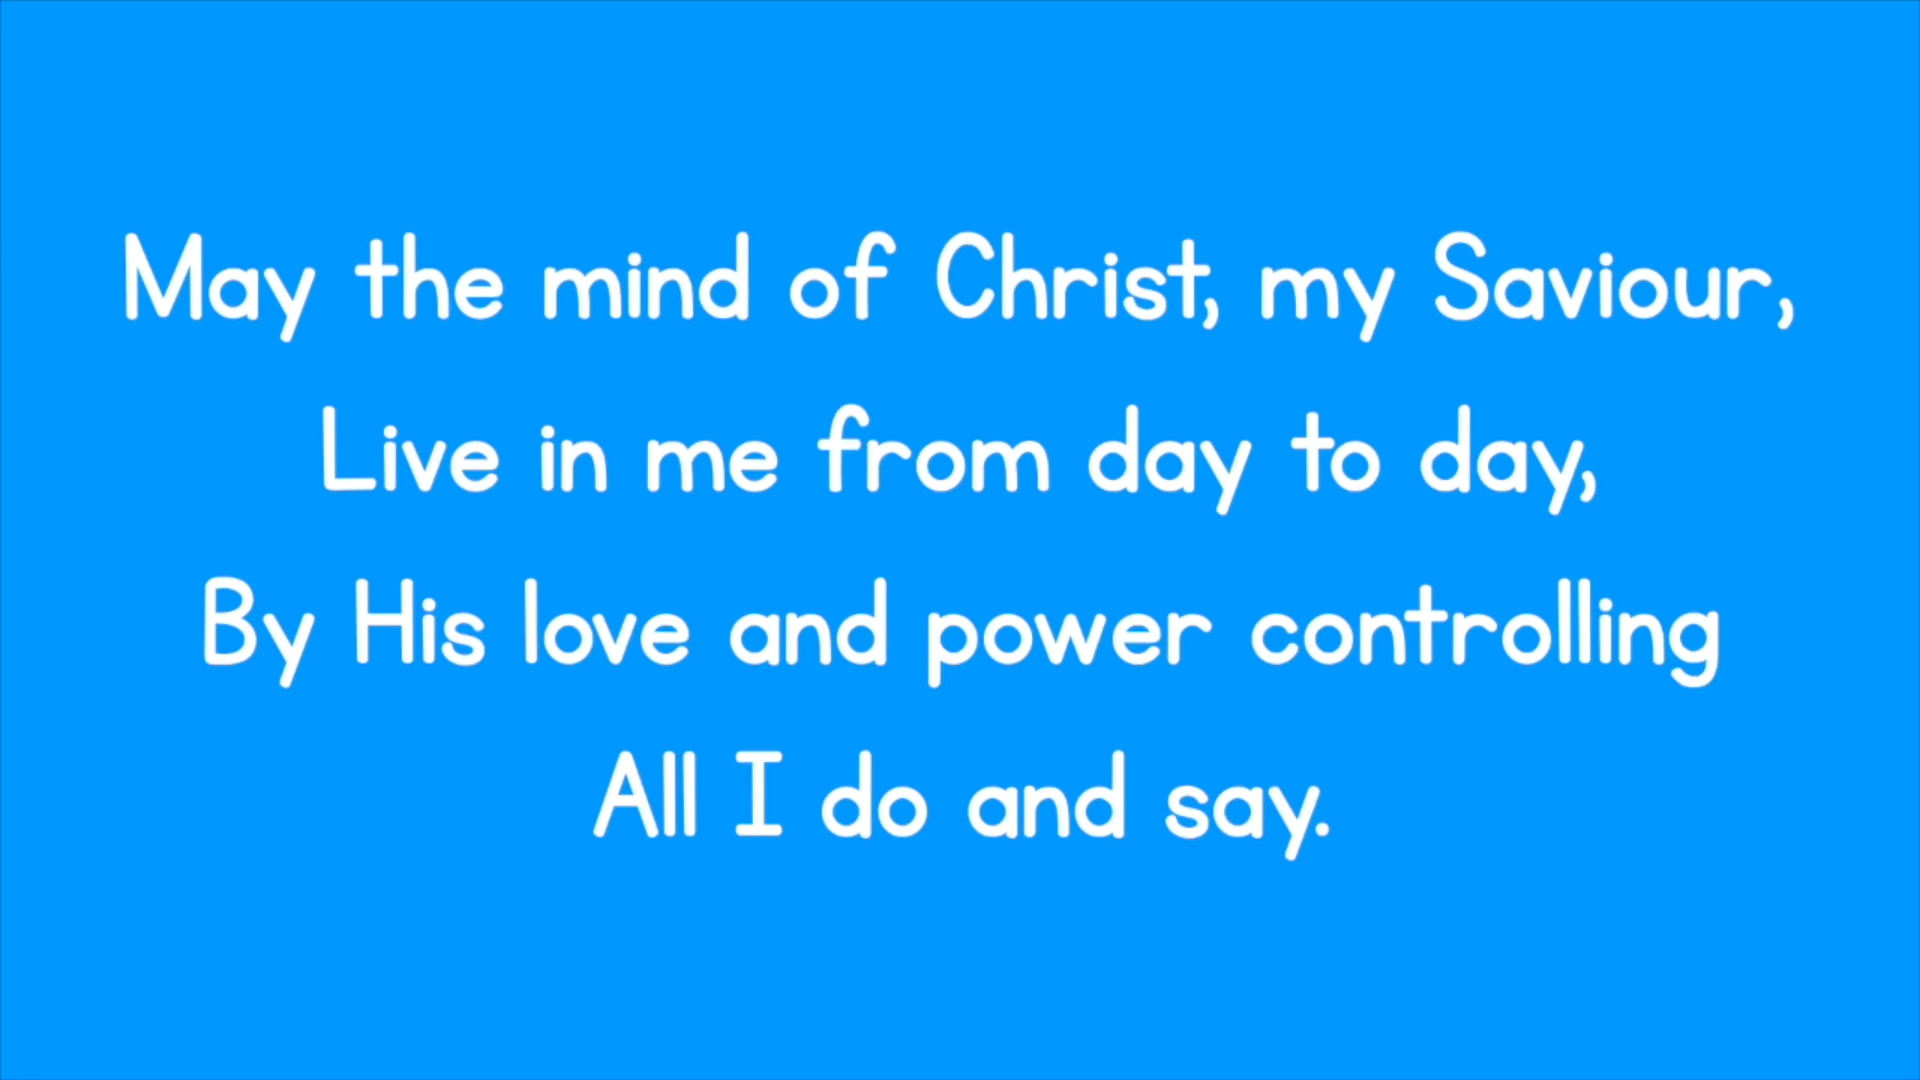 May the mind of Christ, my Saviour,
Live in me from day to day,
By His love and power controlling
All I do and say.